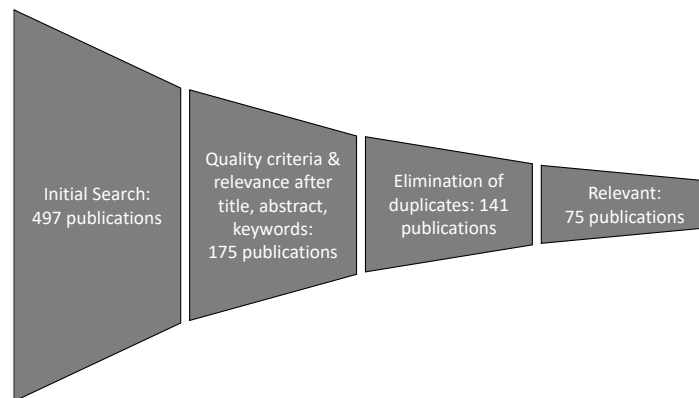 Initial Search:
497 publications
Quality criteria &
relevance after
title, abstract,
keywords:
175 publications
Elimination of
duplicates: 141
publications
Relevant:
75 publications